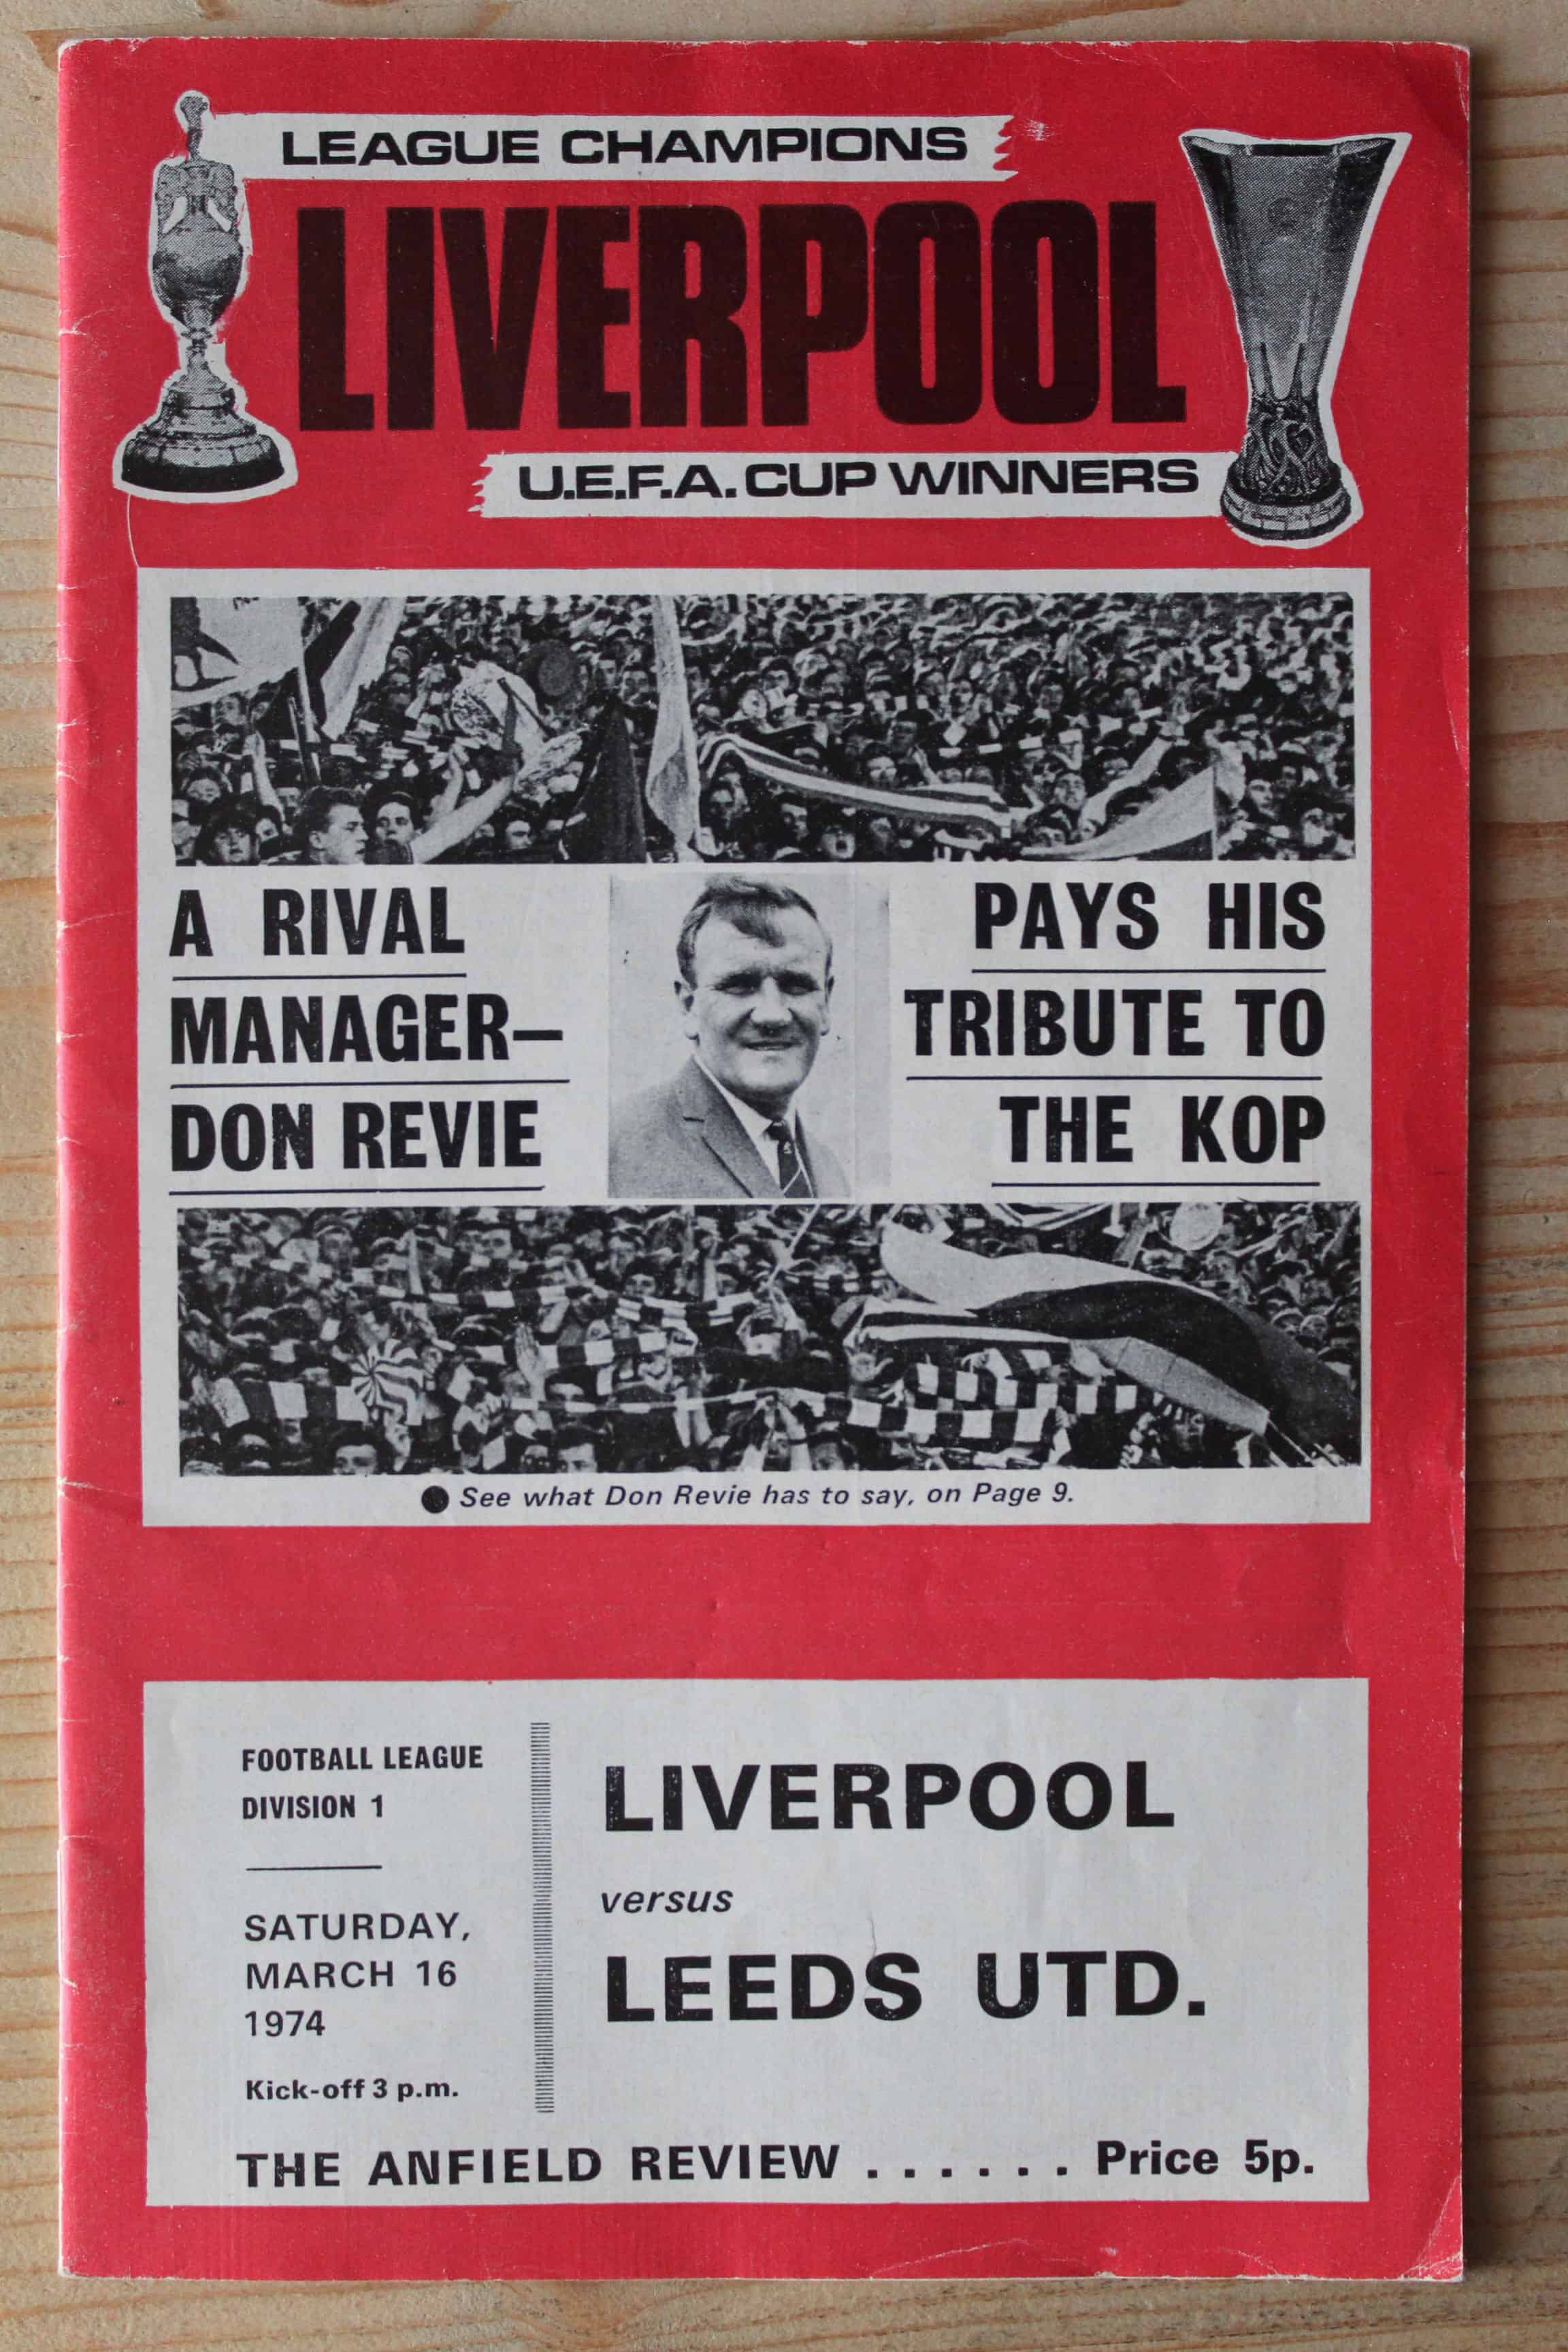 LEAGUE CHAMPIONS
LIVERPOOL
U.E.F.A. CUP WINNERS
A RIVAL
MANAGER–
DON REVIE
PAYS HIS
TRIBUTE TO
THE KOP
● See what Don Revie has to say, on Page 9.
FOOTBALL LEAGUE
DIVISION 1
SATURDAY,
MARCH 16
1974
Kick-off 3 p.m.
LIVERPOOL
versus
LEEDS UTD.
THE ANFIELD REVIEW . . . . . . Price 5p.